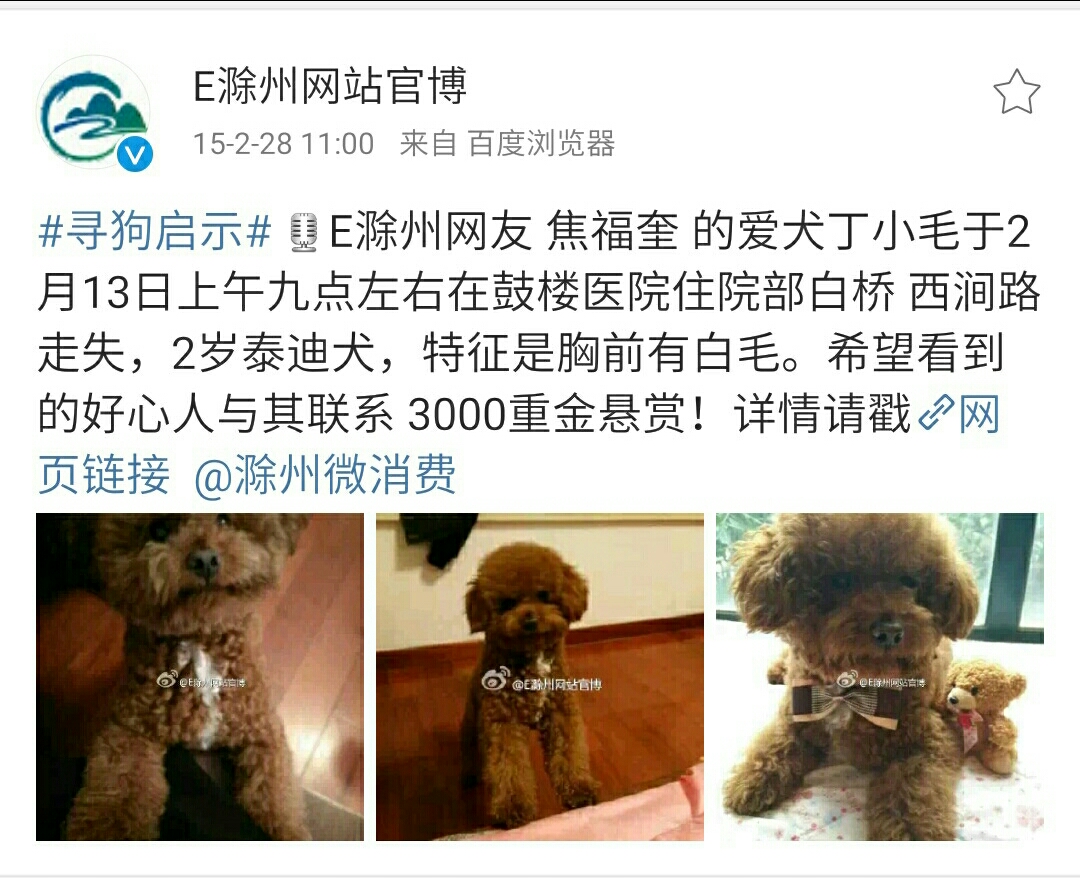 E滁州网站官博
15-2-28 11:00 来自 百度浏览器
#寻狗启示# E滁州网友 焦福奎 的爱犬丁小毛于2
月13日上午九点左右在鼓楼医院住院部白桥 西涧路
走失，2岁泰迪犬，特征是胸前有白毛。希望看到
的好心人与其联系 3000重金悬赏！详情请戳网
页链接 @滁州微消费
@E滁州网站官博
@E滁州网站官博
@E滁州网站官博